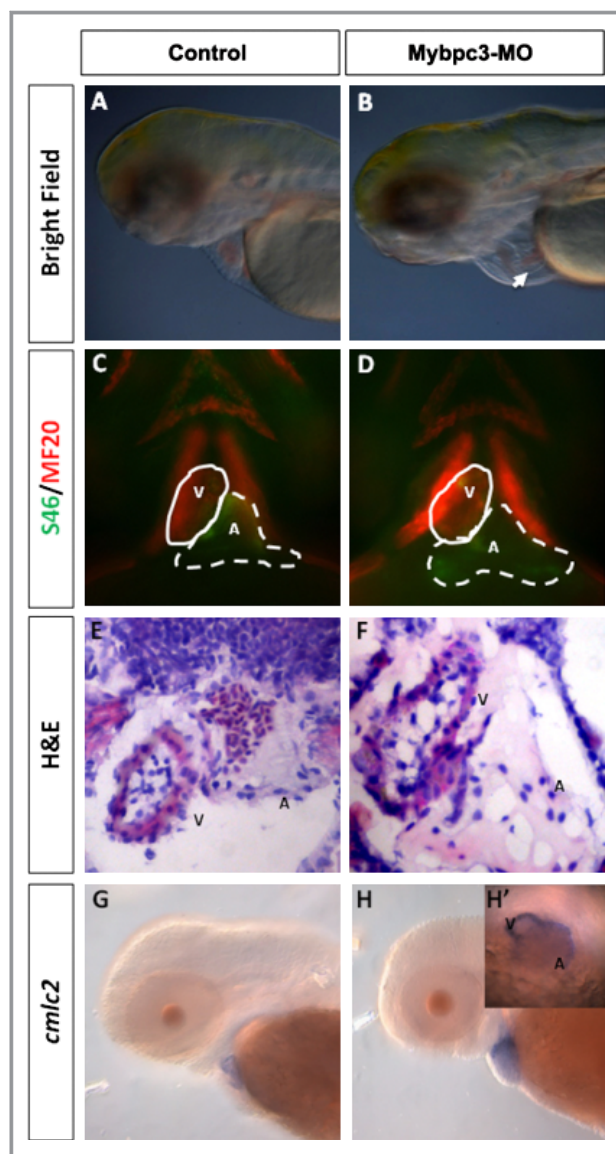 Control
Mybpc3-MO
Bright Field
A
B
S46/MF20
C
D
V
V
A
A
H&E
E
F
V
A
V
A
cmlc2
G
H
H'
V
A